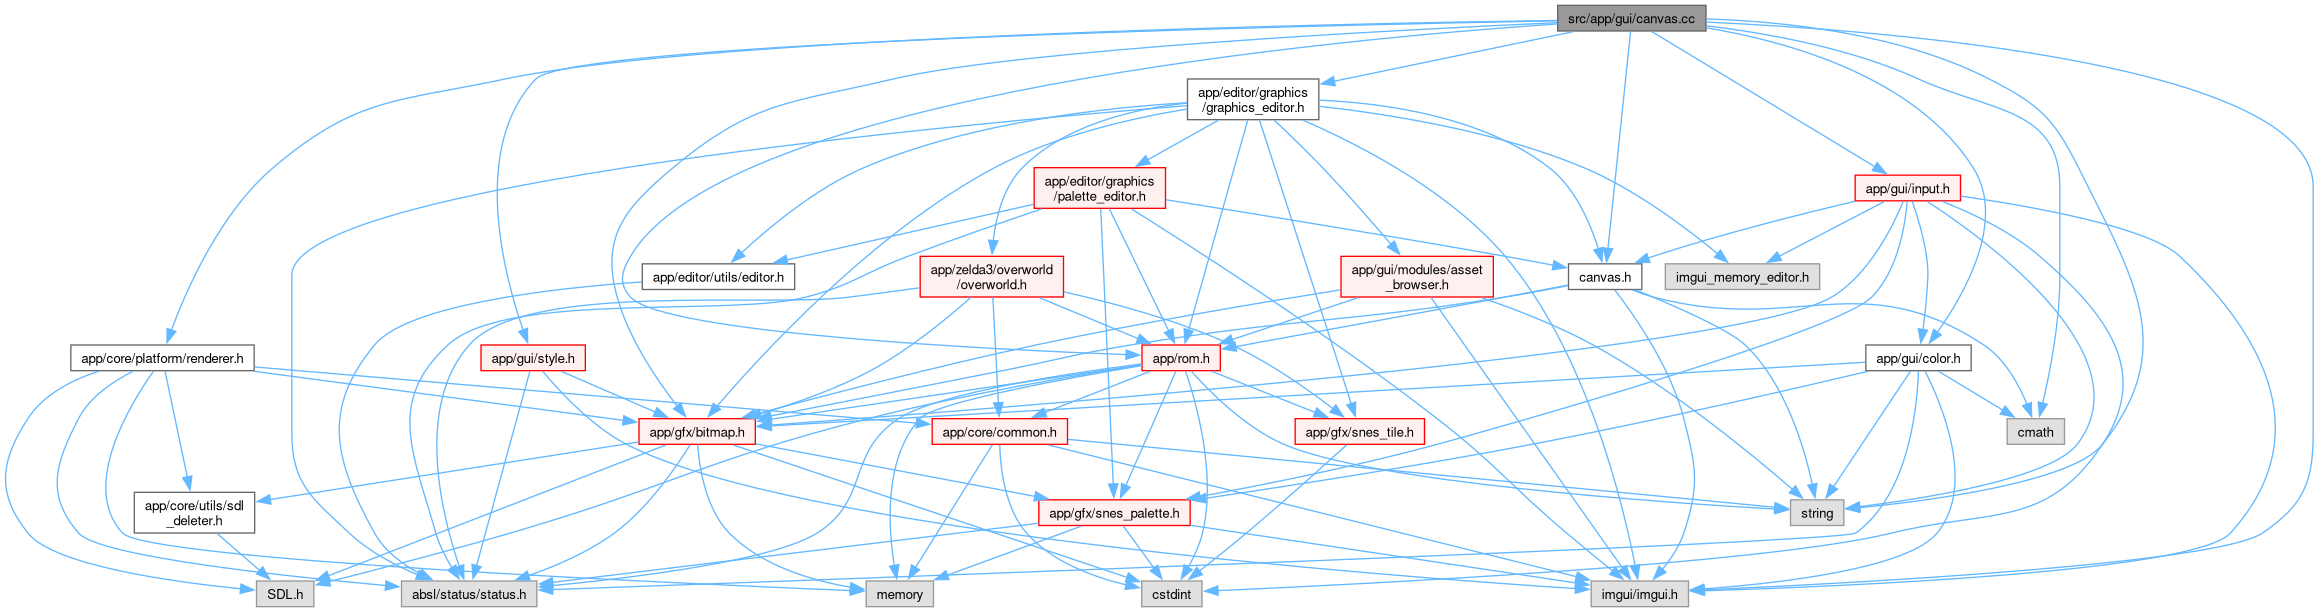 src/app/gui/canvas.cc
app/editor/graphics
/graphics_editor.h
app/editor/graphics
/palette_editor.h
app/gui/input.h
app/editor/utils/editor.h
app/zelda3/overworld
/overworld.h
app/gui/modules/asset
_browser.h
canvas.h
imgui_memory_editor.h
app/core/platform/renderer.h
app/gui/style.h
app/rom.h
app/gui/color.h
app/gfx/bitmap.h
app/core/common.h
app/gfx/snes_tile.h
cmath
app/core/utils/sdl
_deleter.h
app/gfx/snes_palette.h
string
SDL.h
absl/status/status.h
memory
cstdint
imgui/imgui.h